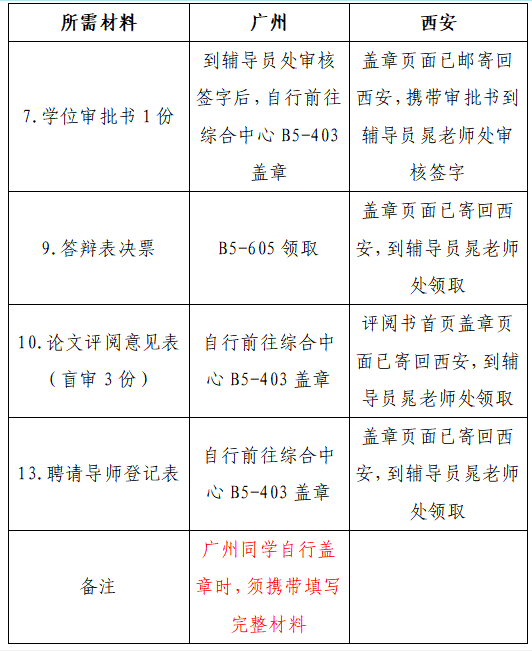 所需材料
广州
西安
7.学位审批书1份
到辅导员处审核
签字后，自行前往
综合中心 B5-403
盖章
盖章页面已邮寄回
西安，携带审批书到
辅导员晁老师处审
核签字
9.答辩表决票
B5-605 领取
盖章页面已寄回西
安，到辅导员晁老师
处领取
10.论文评阅意见表
（盲审3份）
自行前往综合中
心 B5-403 盖章
评阅书首页盖章页
面已寄回西安，到辅
导员晁老师处领取
13.聘请导师登记表
自行前往综合中
心 B5-403 盖章
盖章页面已寄回西
安，到辅导员晁老师
处领取
备注
广州同学自行盖
章时，须携带填写
完整材料